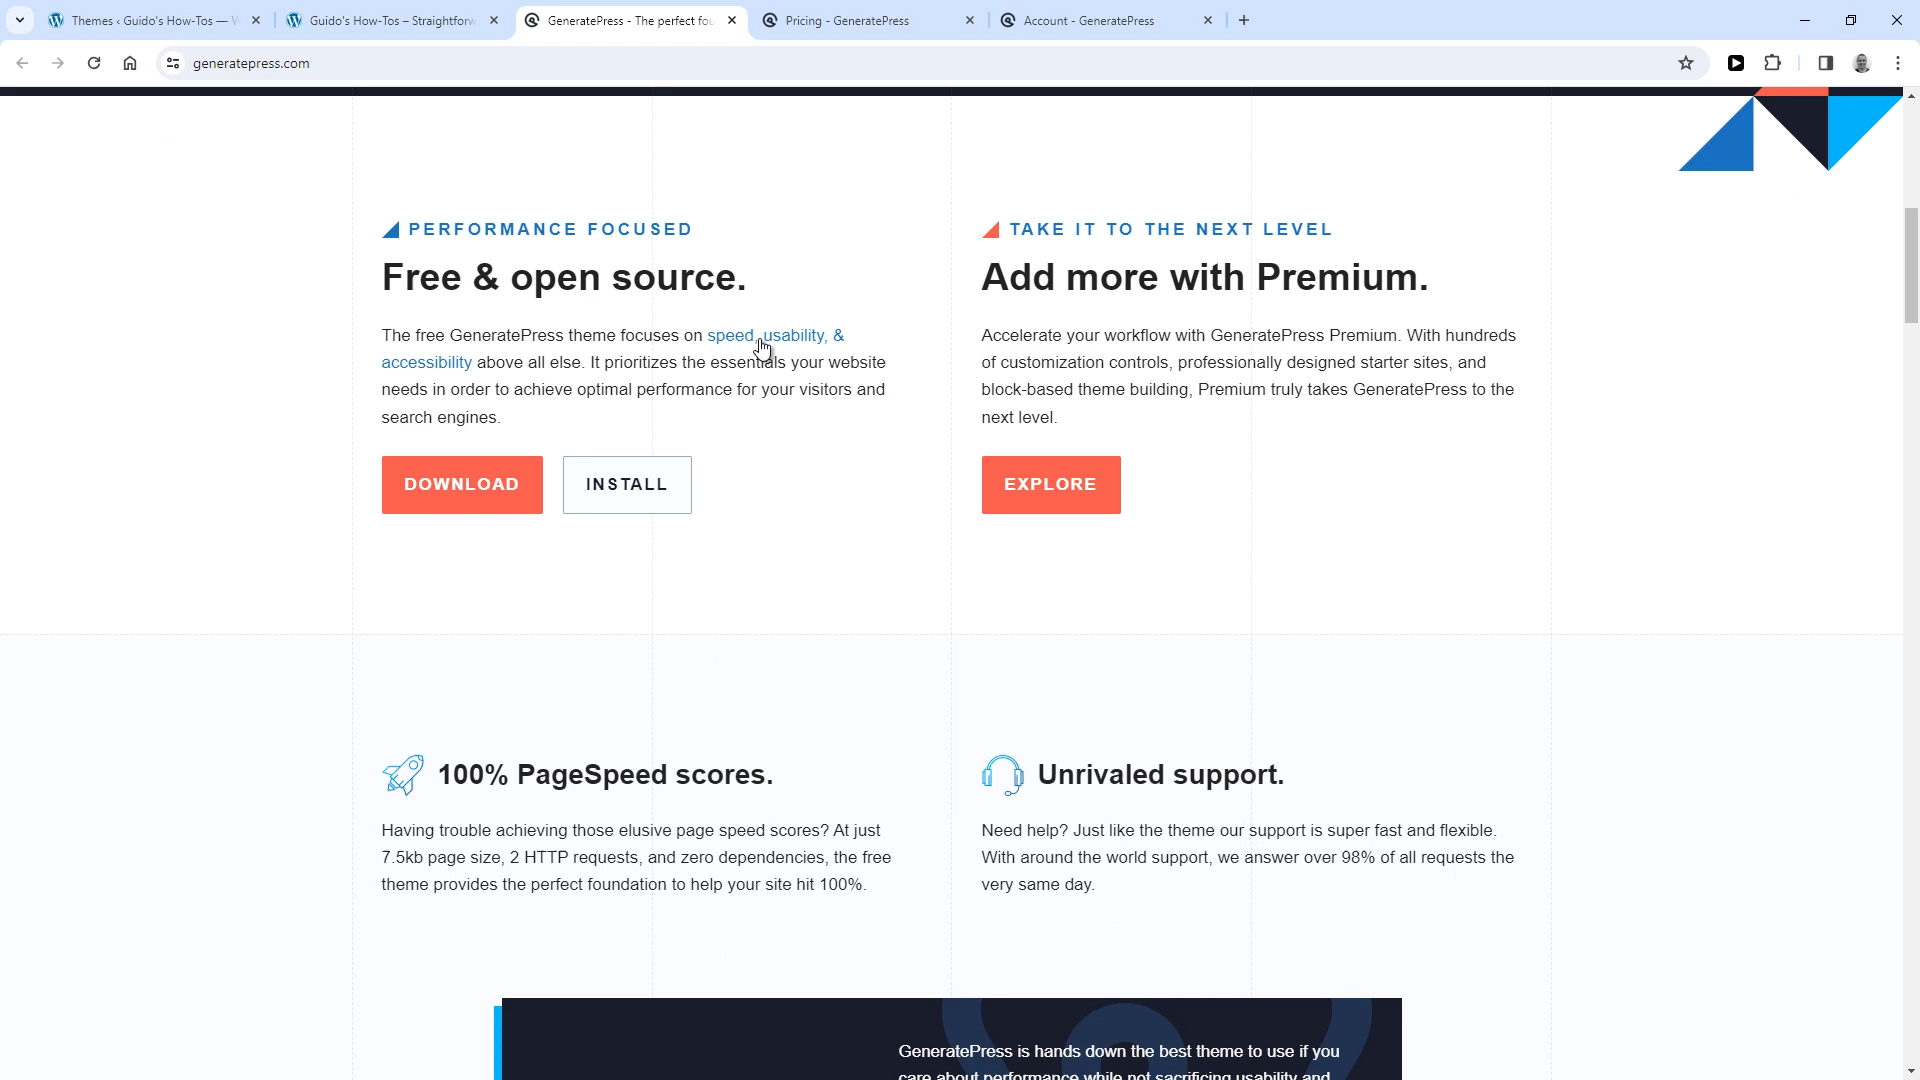 Themes ‹ Guido's How-Tos — W
Guido's How-Tos – Straightforw
GeneratePress - The perfect fou
Pricing - GeneratePress
Account - GeneratePress
generatepress.com
PERFORMANCE FOCUSED
Free & open source.
The free GeneratePress theme focuses on speed, usability, &
accessibility above all else. It prioritizes the essentials your website
needs in order to achieve optimal performance for your visitors and
search engines.
DOWNLOAD
INSTALL
TAKE IT TO THE NEXT LEVEL
Add more with Premium.
Accelerate your workflow with GeneratePress Premium. With hundreds
of customization controls, professionally designed starter sites, and
block-based theme building, Premium truly takes GeneratePress to the
next level.
EXPLORE
100% PageSpeed scores.
Having trouble achieving those elusive page speed scores? At just
7.5kb page size, 2 HTTP requests, and zero dependencies, the free
theme provides the perfect foundation to help your site hit 100%.
Unrivaled support.
Need help? Just like the theme our support is super fast and flexible.
With around the world support, we answer over 98% of all requests the
very same day.
GeneratePress is hands down the best theme to use if you
care about performance while not sacrificing usability and